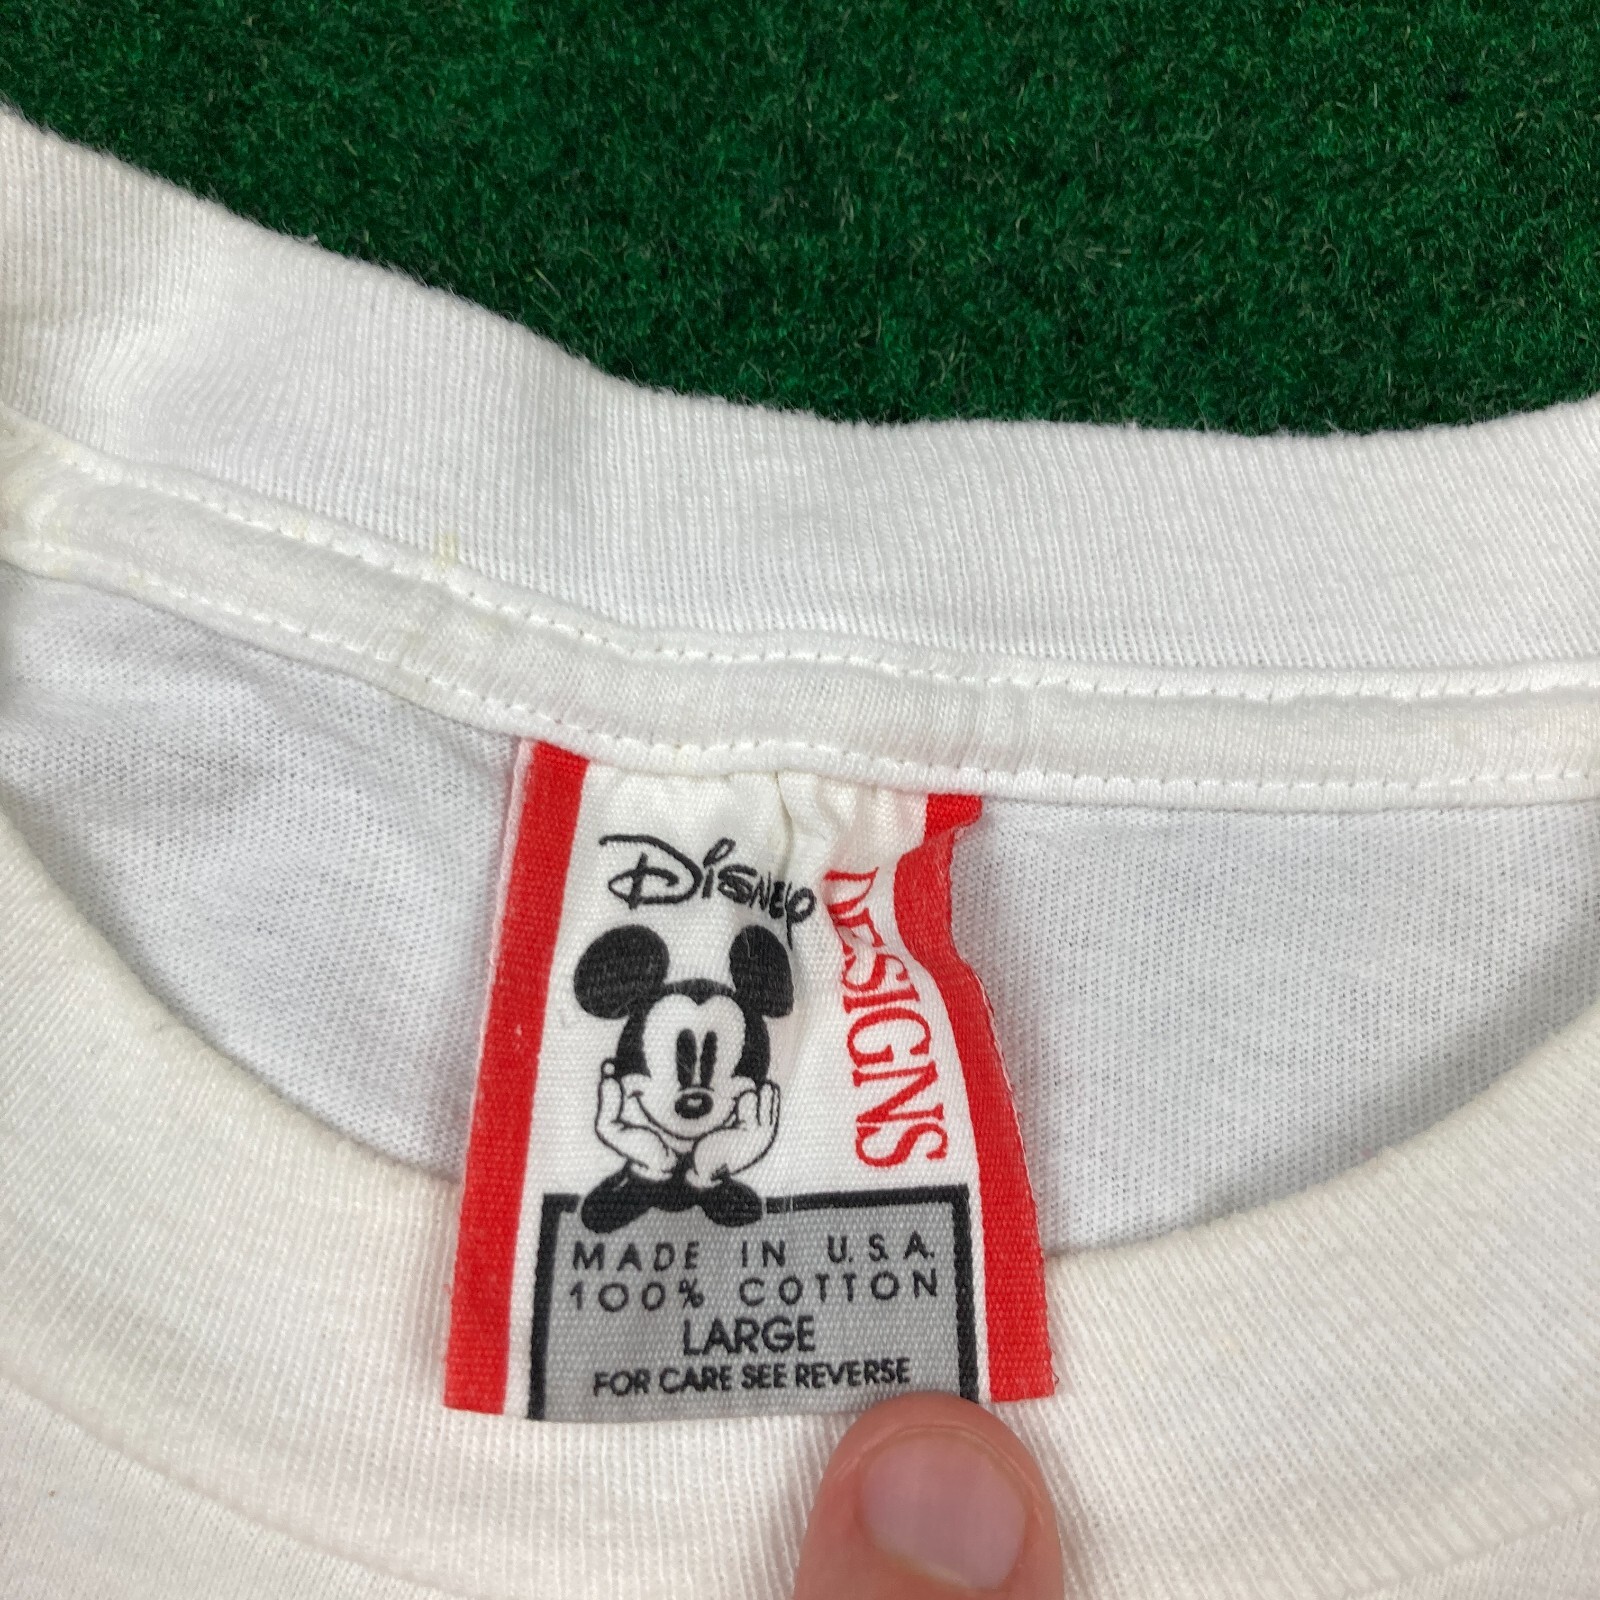 Disney
DESIGNS
MADE IN U.S.A.
100% COTTON
LARGE
FOR CARE SEE REVERSE